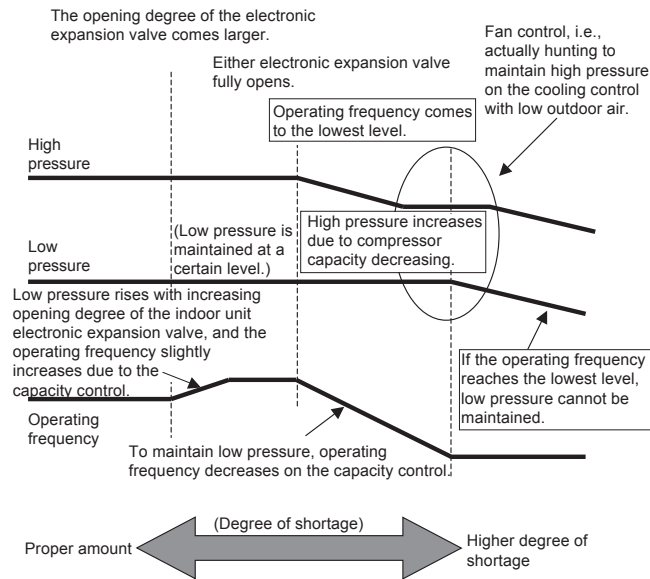 The opening degree of the electronic
expansion valve comes larger.
Either electronic expansion valve
fully opens.
Fan control, i.e.,
actually hunting to
maintain high pressure
on the cooling control
with low outdoor air.
Operating frequency comes
to the lowest level.
High
pressure
(Low pressure is
maintained at a
certain level.)
High pressure increases
due to compressor
capacity decreasing.
Low
pressure
Low pressure rises with increasing
opening degree of the indoor unit
electronic expansion valve, and the
operating frequency slightly
increases due to the
capacity control.
If the operating frequency
reaches the lowest level,
low pressure cannot be
maintained.
Operating
frequency
To maintain low pressure, operating
frequency decreases on the capacity control.
(Degree of shortage)
Proper amount
Higher degree of
shortage